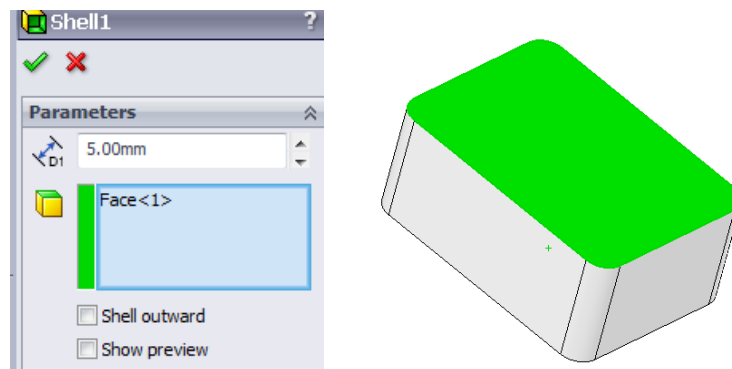 Shell1 ?
Parameters
D1 5.00mm
Face<1>
Shell outward
Show preview